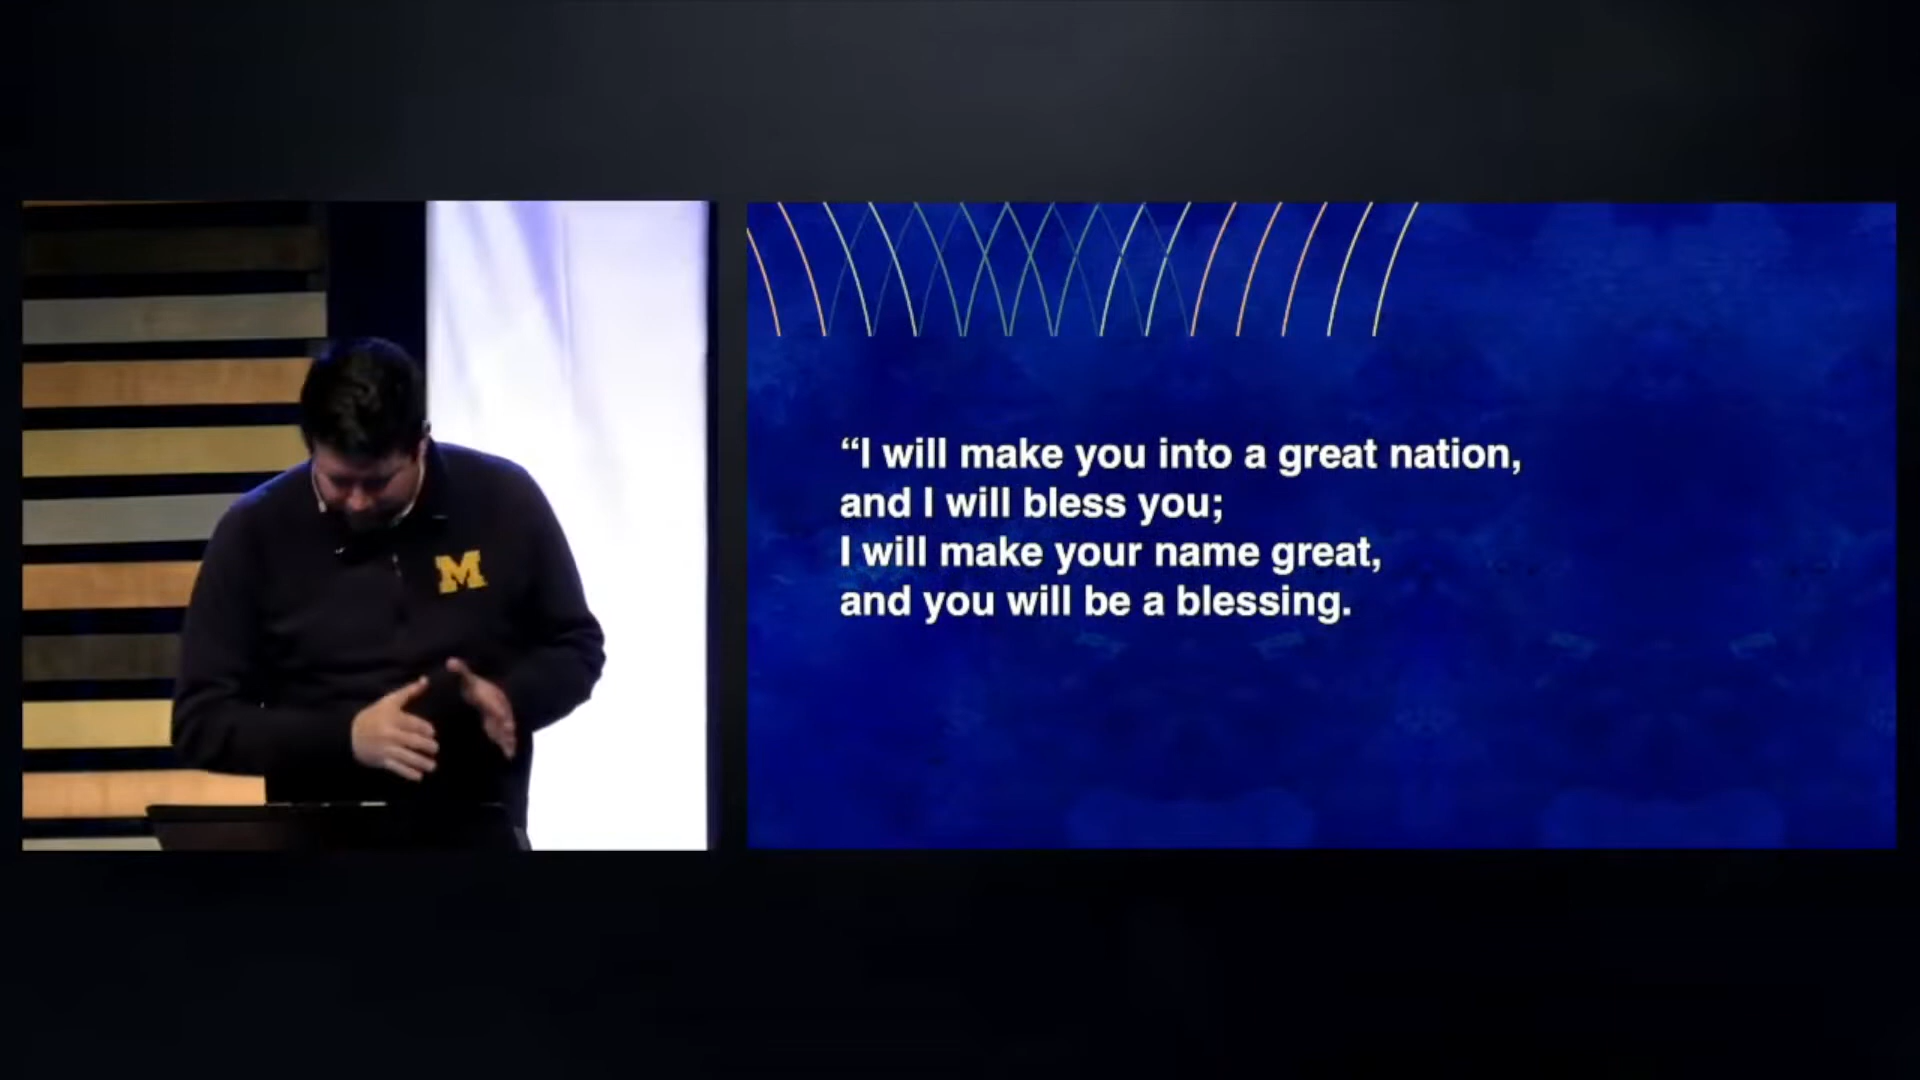 M
“I will make you into a great nation,
and I will bless you;
I will make your name great,
and you will be a blessing.